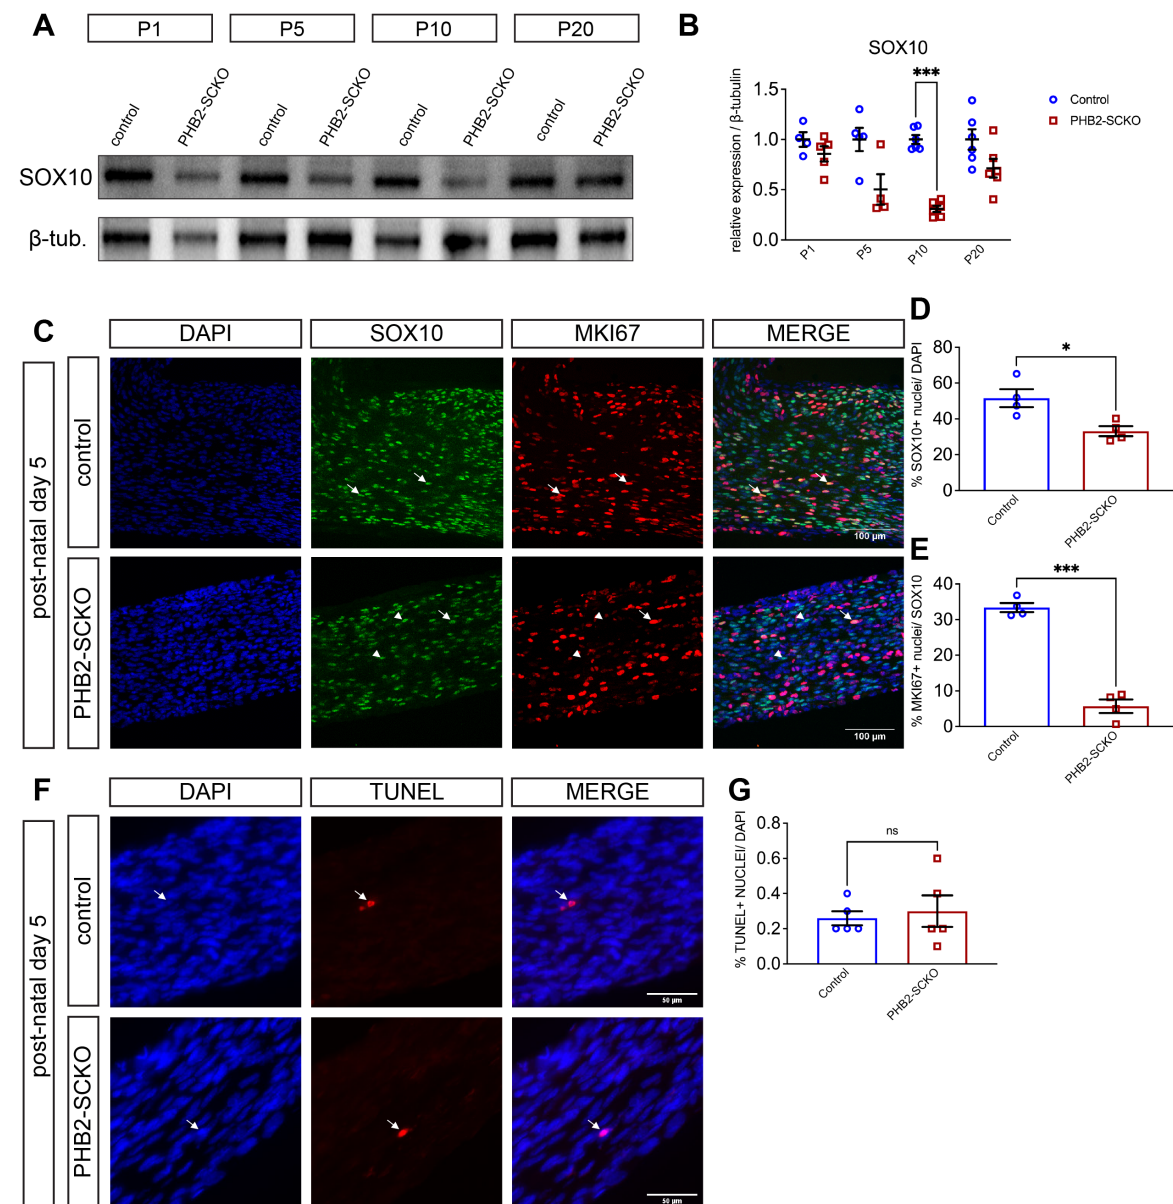 A
P1
P5
P10
P20
control
PHB2-SCKO
control
PHB2-SCKO
control
PHB2-SCKO
control
PHB2-SCKO
SOX10
β-tub.
B
SOX10
***
relative expression / β-tubulin
1.5
1.0
0.5
0.0
P1
P5
P10
P20
Control
PHB2-SCKO
C
DAPI
SOX10
MKI67
MERGE
post-natal day 5
control
PHB2-SCKO
100 µm
100 µm
D
% SOX10+ nuclei/ DAPI
80
60
40
20
0
*
Control
PHB2-SCKO
E
% MKI67+ nuclei/ SOX10
40
30
20
10
0
***
Control
PHB2-SCKO
F
DAPI
TUNEL
MERGE
post-natal day 5
control
PHB2-SCKO
50 µm
50 µm
G
% TUNEL+ NUCLEI/ DAPI
0.8
0.6
0.4
0.2
0.0
ns
Control
PHB2-SCKO